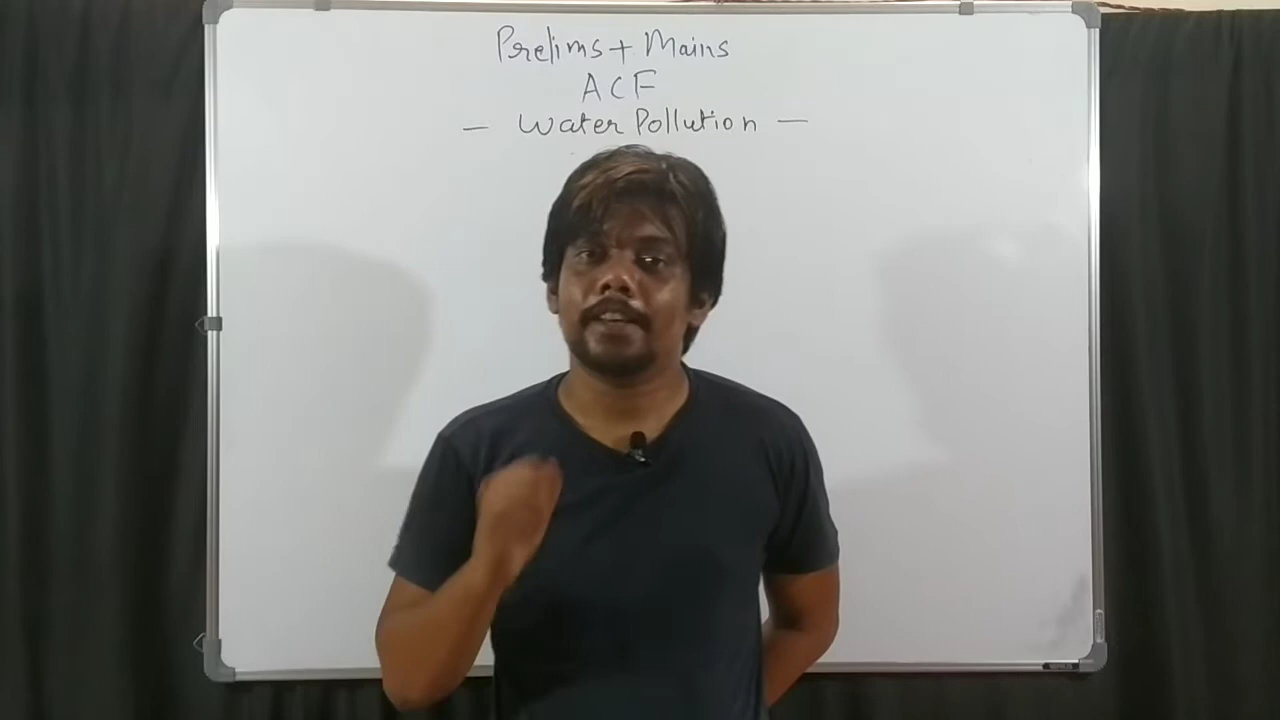 Prelims + Mains
ACF
- Water Pollution -